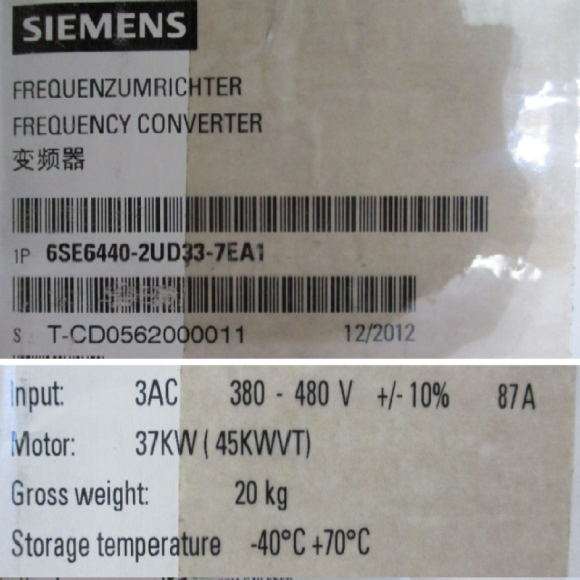 SIEMENS
FREQUENZUMRICHTER
FREQUENCY CONVERTER
变频器
1P 6SE6440-2UD33-7EA1
S T-CD0562000011 12/2012
Input: 3AC 380 - 480 V +/- 10% 87A
Motor: 37KW ( 45KWVT)
Gross weight: 20 kg
Storage temperature -40°C +70°C